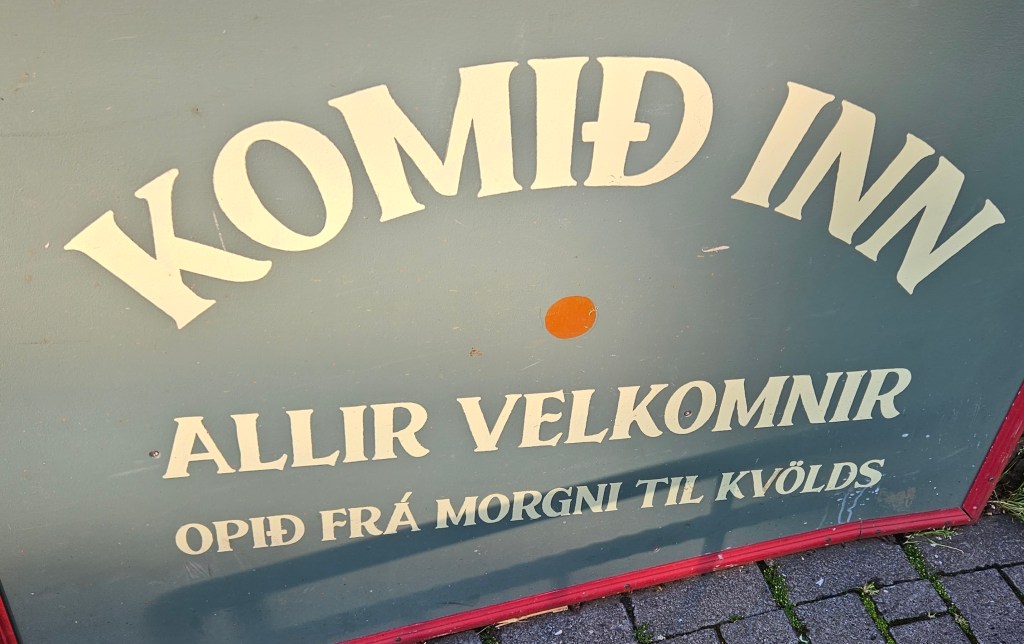 KOMIÐ INN
ALLIR VELKOMNIR
OPIÐ FRÁ MORGNI TIL KVÖLDS